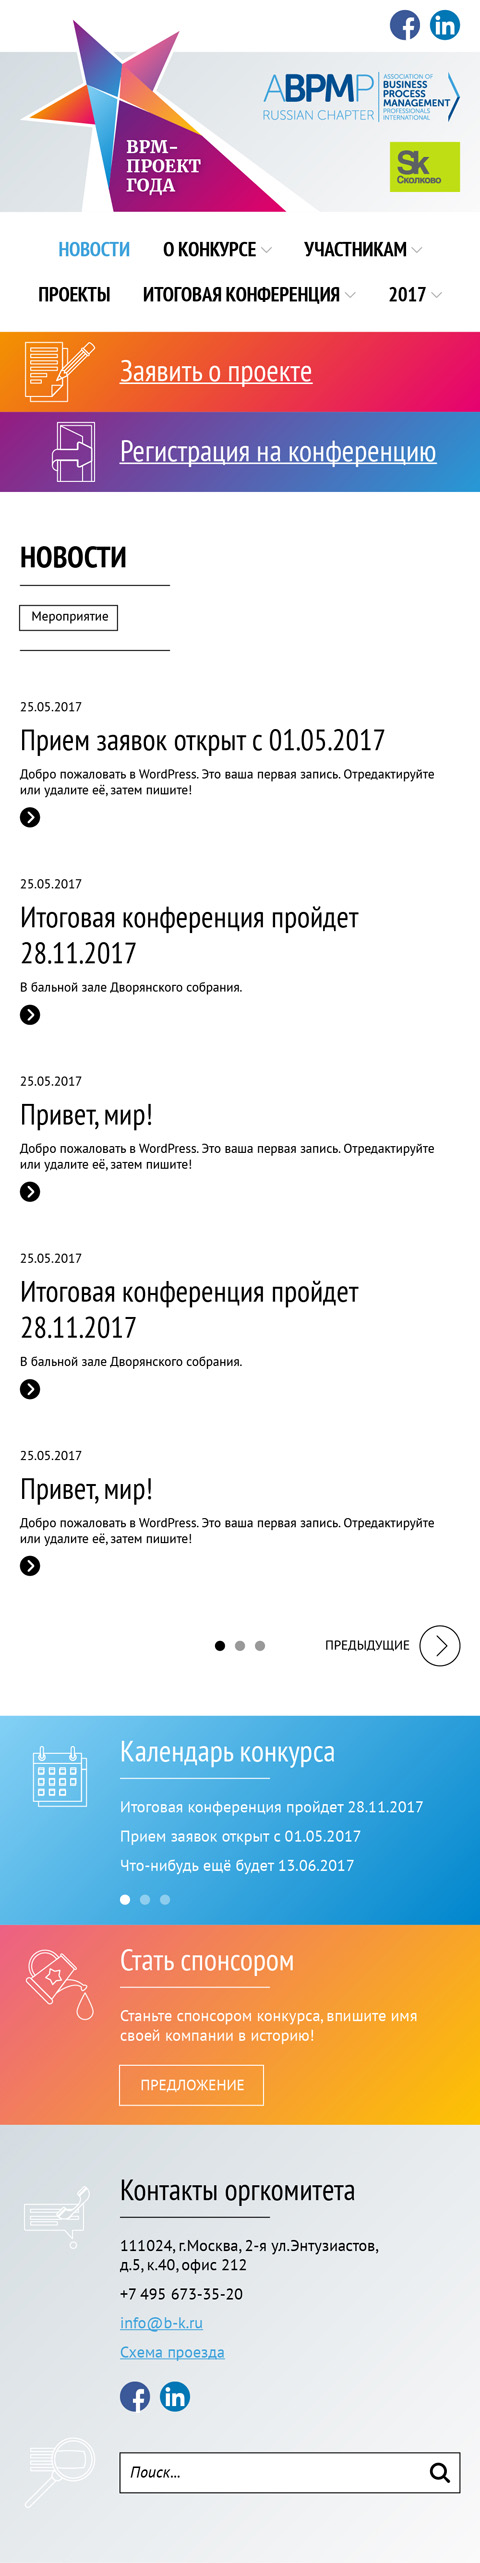 ABPMP
RUSSIAN CHAPTER
ASSOCIATION OF
BUSINESS
PROCESS
MANAGEMENT
PROFESSIONALS
INTERNATIONAL
BPM-
ПРОЕКТ
ГОДА
Sk
Сколково
НОВОСТИ О КОНКУРСЕ УЧАСТНИКАМ
ПРОЕКТЫ ИТОГОВАЯ КОНФЕРЕНЦИЯ 2017
Заявить о проекте
Регистрация на конференцию
НОВОСТИ
Мероприятие
25.05.2017
Прием заявок открыт с 01.05.2017
Добро пожаловать в WordPress. Это ваша первая запись. Отредактируйте
или удалите её, затем пишите!
25.05.2017
Итоговая конференция пройдет
28.11.2017
В бальной зале Дворянского собрания.
25.05.2017
Привет, мир!
Добро пожаловать в WordPress. Это ваша первая запись. Отредактируйте
или удалите её, затем пишите!
25.05.2017
Итоговая конференция пройдет
28.11.2017
В бальной зале Дворянского собрания.
25.05.2017
Привет, мир!
Добро пожаловать в WordPress. Это ваша первая запись. Отредактируйте
или удалите её, затем пишите!
ПРЕДЫДУЩИЕ
Календарь конкурса
Итоговая конференция пройдет 28.11.2017
Прием заявок открыт с 01.05.2017
Что-нибудь ещё будет 13.06.2017
Стать спонсором
Станьте спонсором конкурса, впишите имя
своей компании в историю!
ПРЕДЛОЖЕНИЕ
Контакты оргкомитета
111024, г.Москва, 2-я ул.Энтузиастов,
д.5, к.40, офис 212
+7 495 673-35-20
info@b-k.ru
Схема проезда
Поиск...